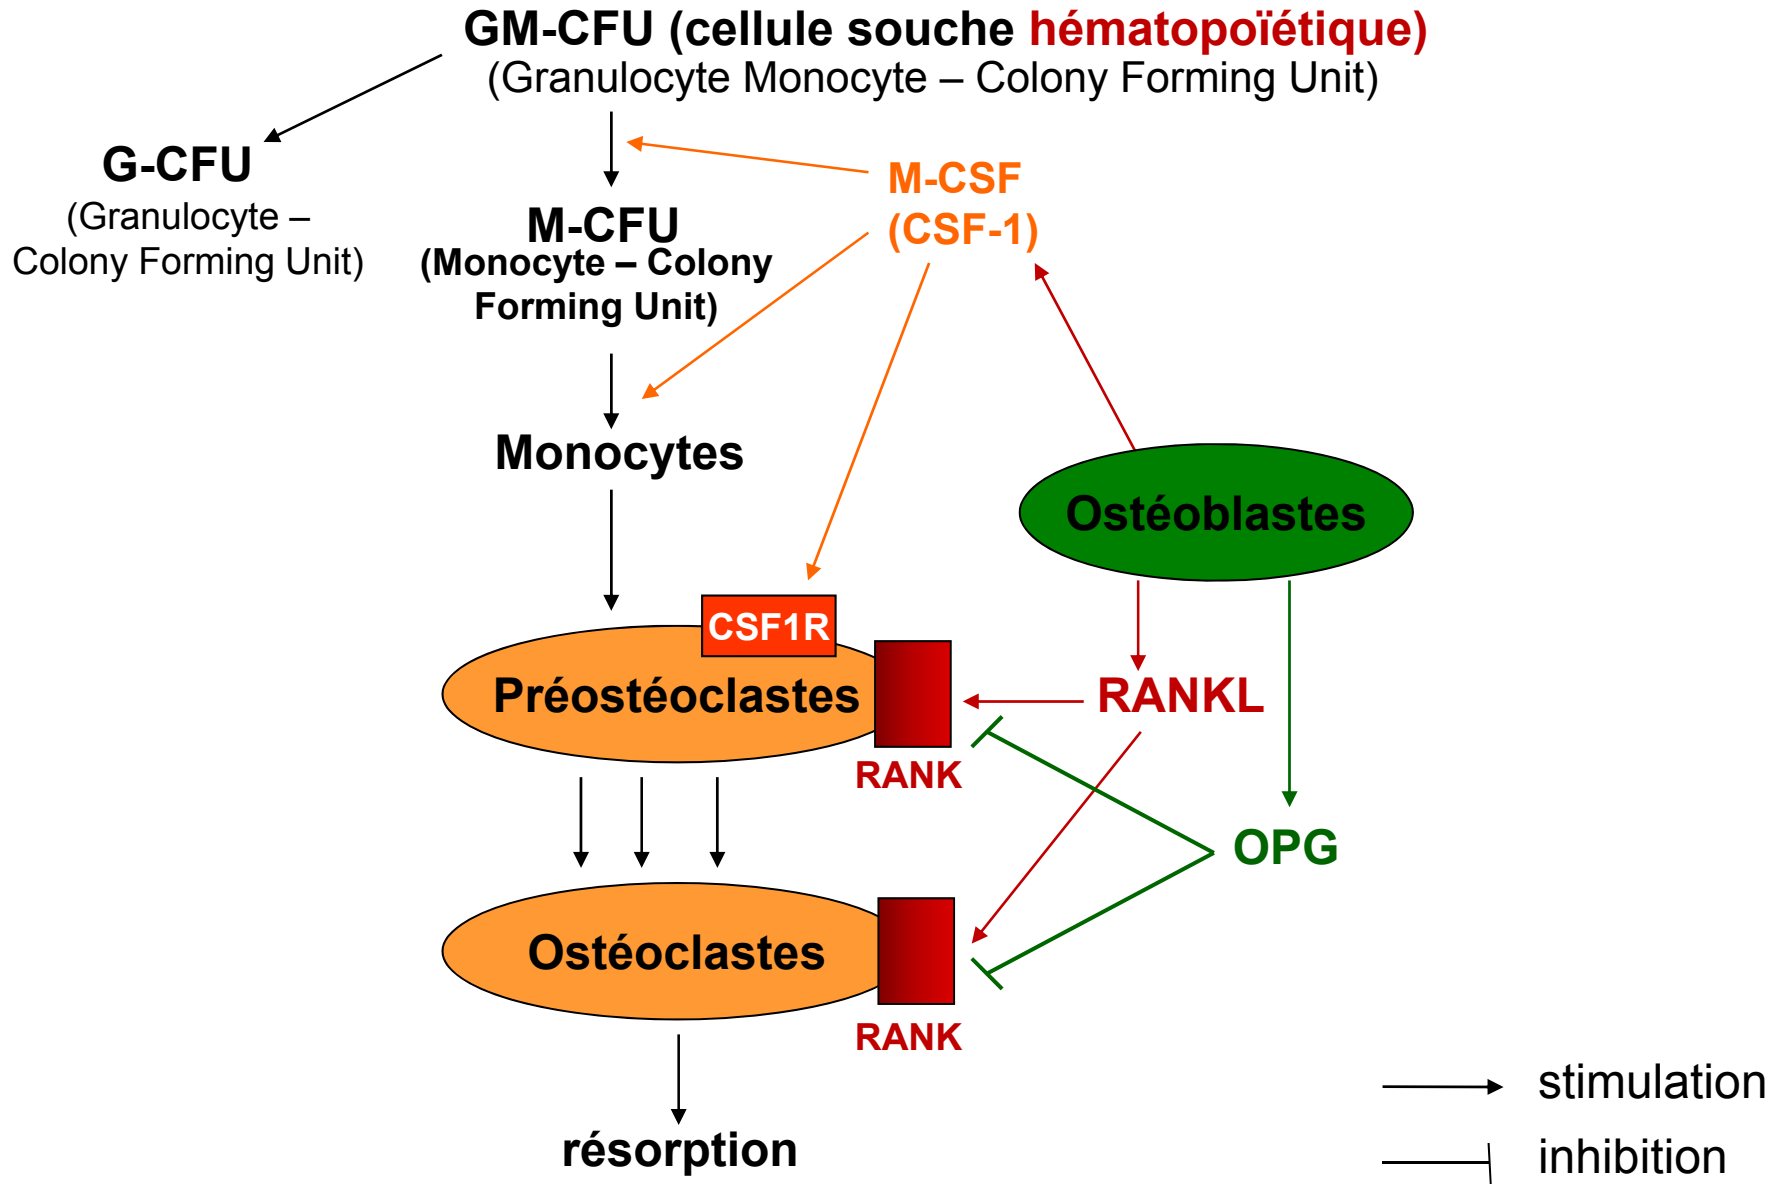 GM-CFU (cellule souche hématopoïétique)
(Granulocyte Monocyte – Colony Forming Unit)
G-CFU
(Granulocyte –
Colony Forming Unit)
M-CFU
(Monocyte – Colony
Forming Unit)
M-CSF
(CSF-1)
Monocytes
Ostéoblastes
CSF1R
Préostéoclastes
RANK
RANKL
OPG
Ostéoclastes
RANK
résorption
stimulation
inhibition